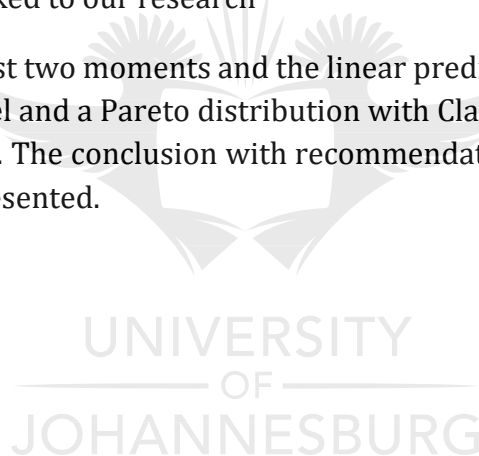 ked to our research
st two moments and the linear pred
el and a Pareto distribution with Cla
. The conclusion with recommendat
esented.
UNIVERSITY
OF
JOHANNESBURG